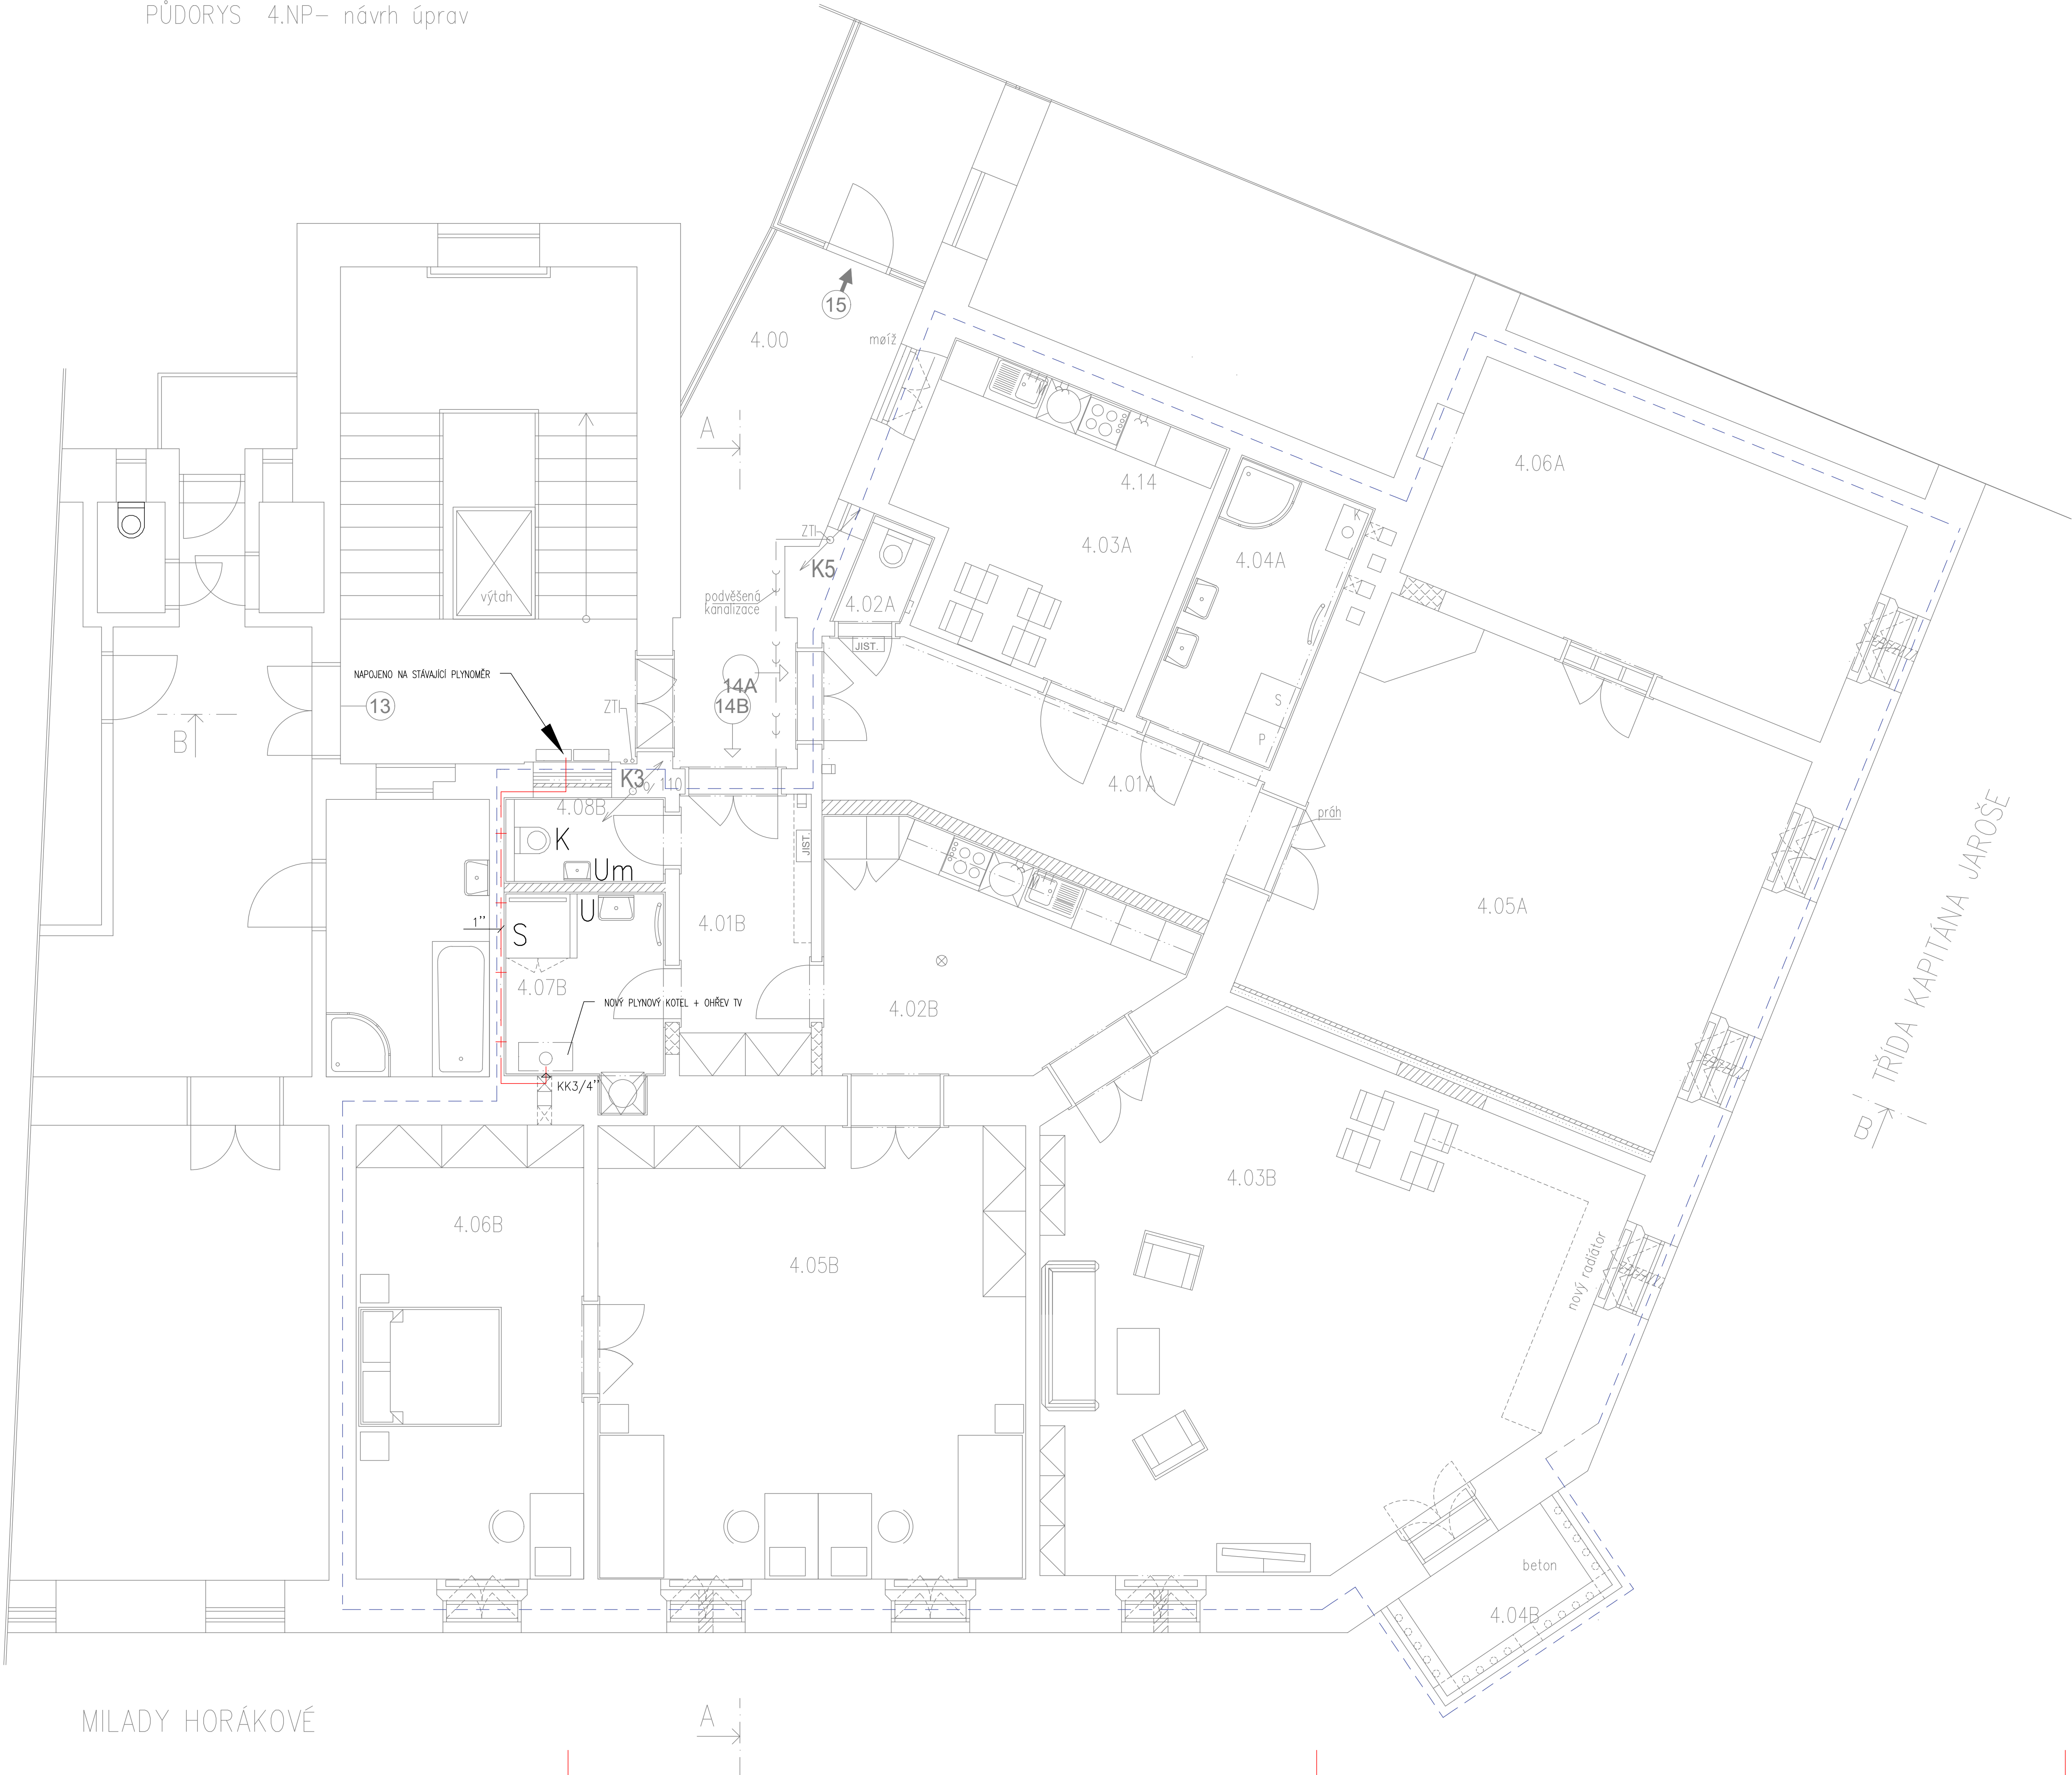 PŮDORYS 4.NP– návrh úprav
15
4.00
møíž
A
4.14
4.06A
K
ZTI
K5
4.03A
4.04A
výtah
podvěšená
kanalizace
4.02A
JIST.
NAPOJENO NA STÁVAJÍCÍ PLYNOMĚR
14A
13
14B
ZTI
S
P
B
K3
110
4.01A
4.08B
práh
K
JIST.
Um
U
4.01B
4.05A
1''
S
4.07B
NOVÝ PLYNOVÝ KOTEL + OHŘEV TV
4.02B
KK3/4''
TŘÍDA KAPITÁNA JAROŠE
B
4.03B
4.06B
4.05B
nový radiátor
beton
4.04B
MILADY HORÁKOVÉ
A